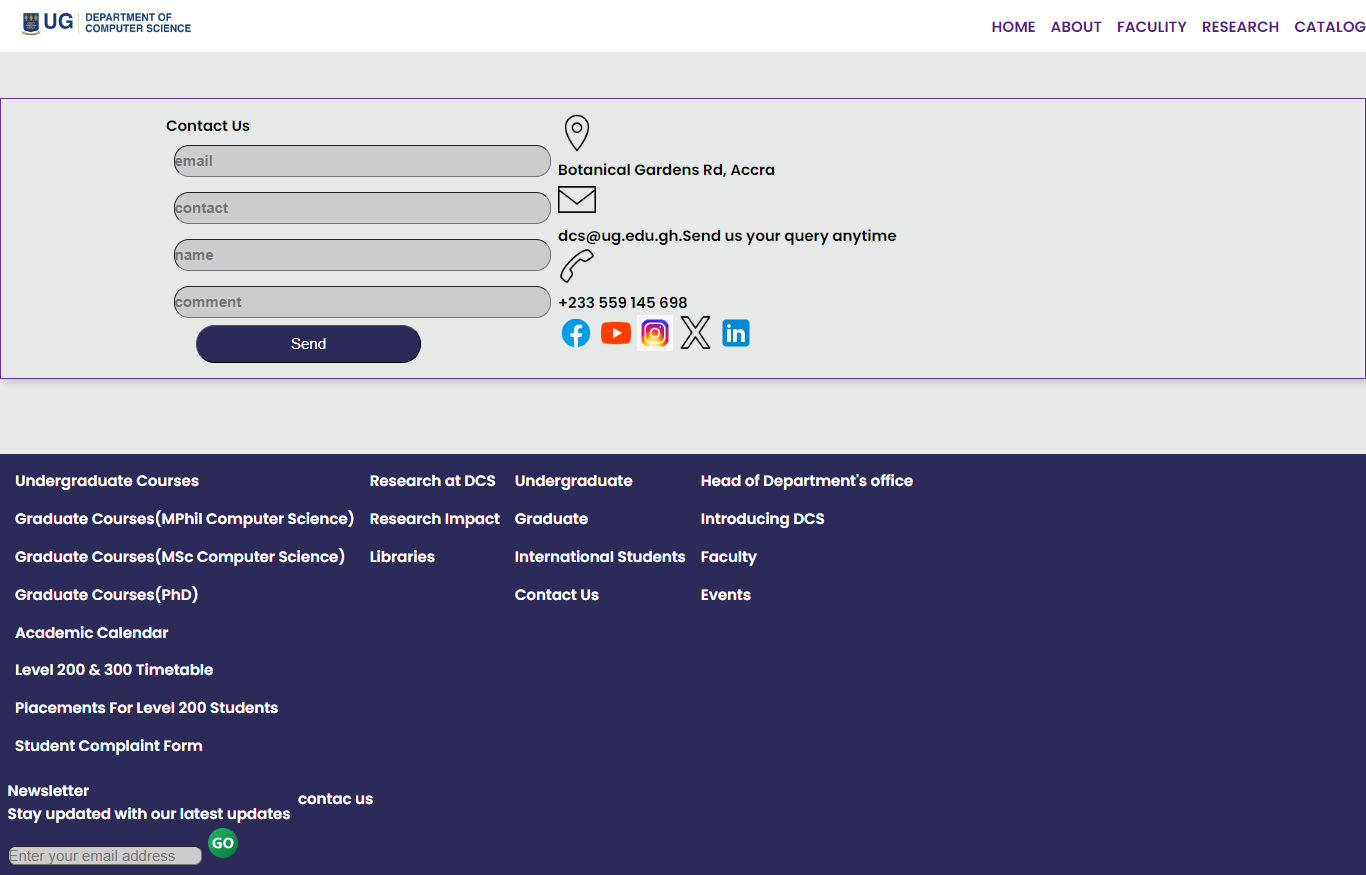 UG DEPARTMENT OF
COMPUTER SCIENCE
HOME ABOUT FACULITY RESEARCH CATALOG
Contact Us
email
contact
name
comment
Send
Botanical Gardens Rd, Accra
dcs@ug.edu.gh.Send us your query anytime
+233 559 145 698
in
Undergraduate Courses
Graduate Courses(MPhil Computer Science)
Graduate Courses(MSc Computer Science)
Graduate Courses(PhD)
Academic Calendar
Level 200 & 300 Timetable
Placements For Level 200 Students
Student Complaint Form
Research at DCS
Research Impact
Libraries
Undergraduate
Graduate
International Students
Contact Us
Head of Department's office
Introducing DCS
Faculty
Events
Newsletter
Stay updated with our latest updates
contac us
Enter your email address
GO